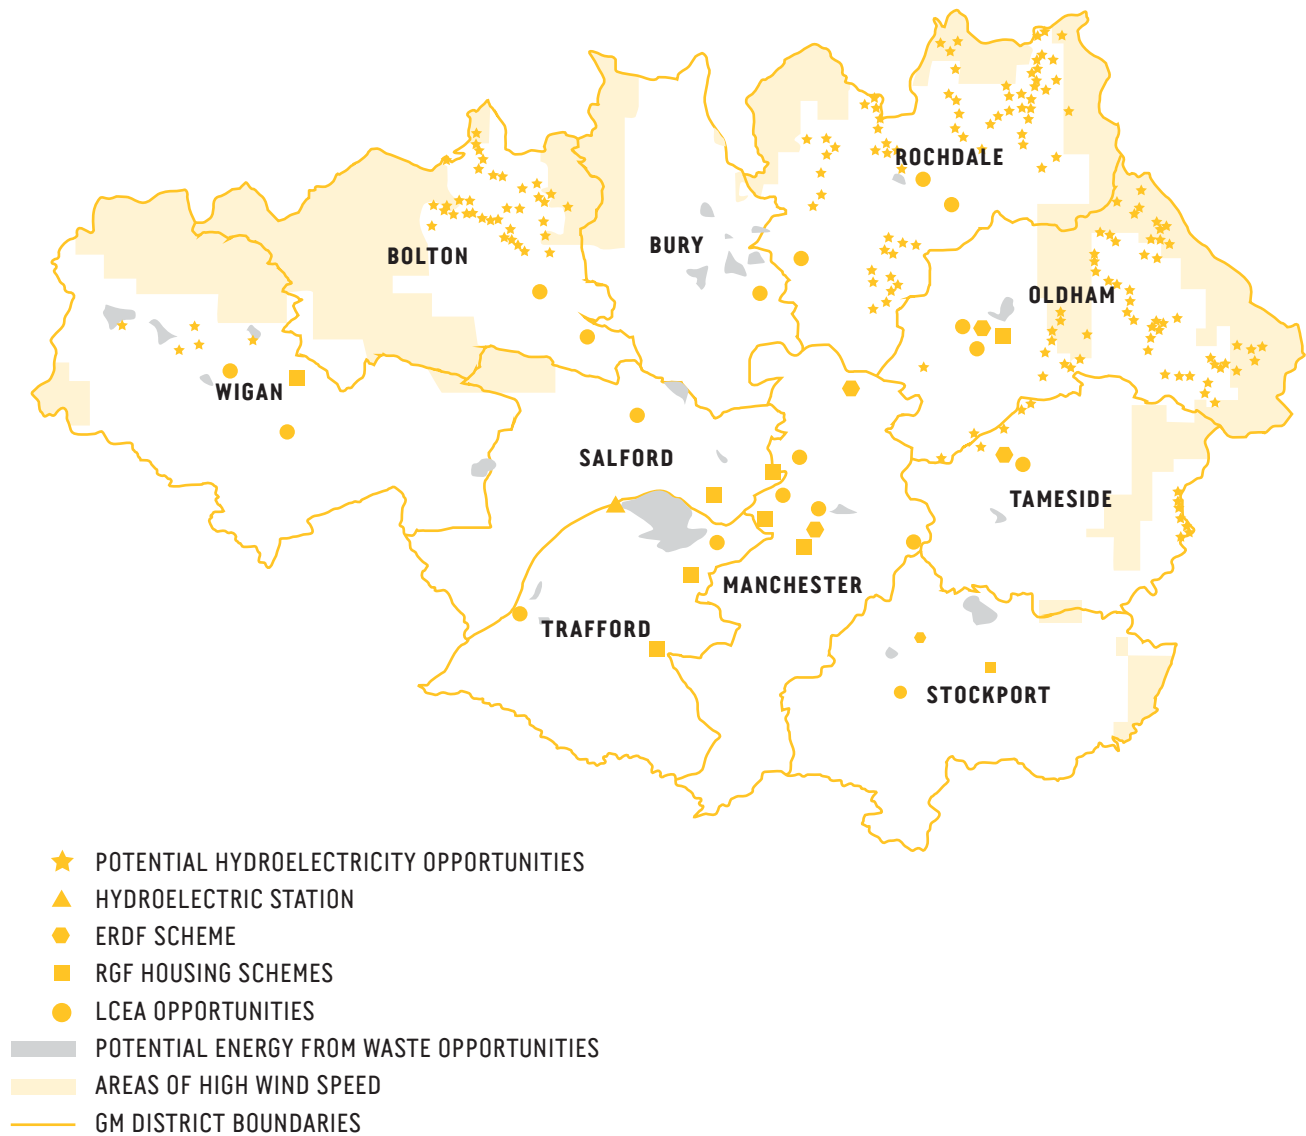 ROCHDALE
BURY
BOLTON
OLDHAM
WIGAN
SALFORD
TAMESIDE
MANCHESTER
TRAFFORD
STOCKPORT
POTENTIAL HYDROELECTRICITY OPPORTUNITIES
HYDROELECTRIC STATION
ERDF SCHEME
RGF HOUSING SCHEMES
LCEA OPPORTUNITIES
POTENTIAL ENERGY FROM WASTE OPPORTUNITIES
AREAS OF HIGH WIND SPEED
GM DISTRICT BOUNDARIES